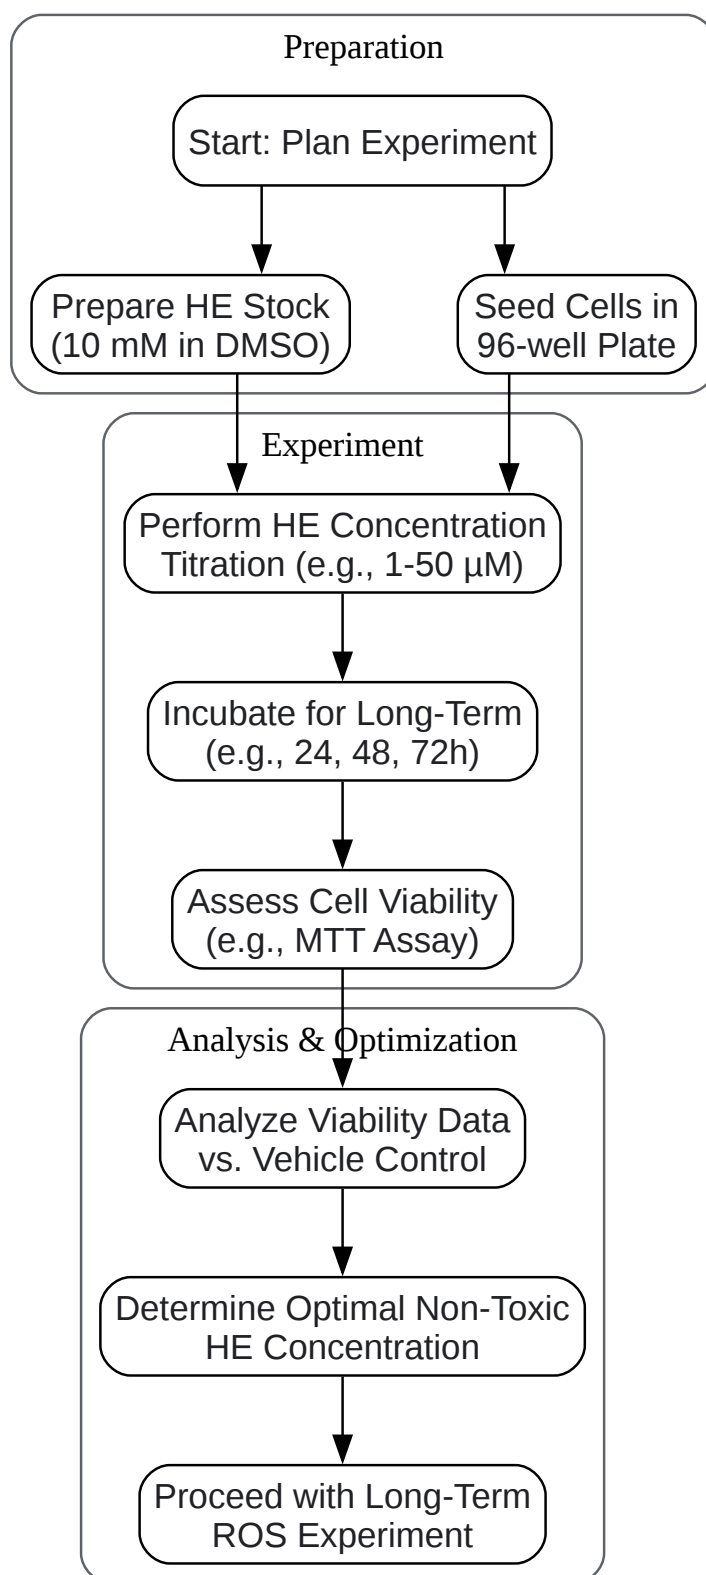 Preparation
Start: Plan Experiment
Prepare HE Stock
(10 mM in DMSO)
Seed Cells in
96-well Plate
Experiment
Perform HE Concentration
Titration (e.g., 1-50 µM)
Incubate for Long-Term
(e.g., 24, 48, 72h)
Assess Cell Viability
(e.g., MTT Assay)
Analysis & Optimization
Analyze Viability Data
vs. Vehicle Control
Determine Optimal Non-Toxic
HE Concentration
Proceed with Long-Term
ROS Experiment